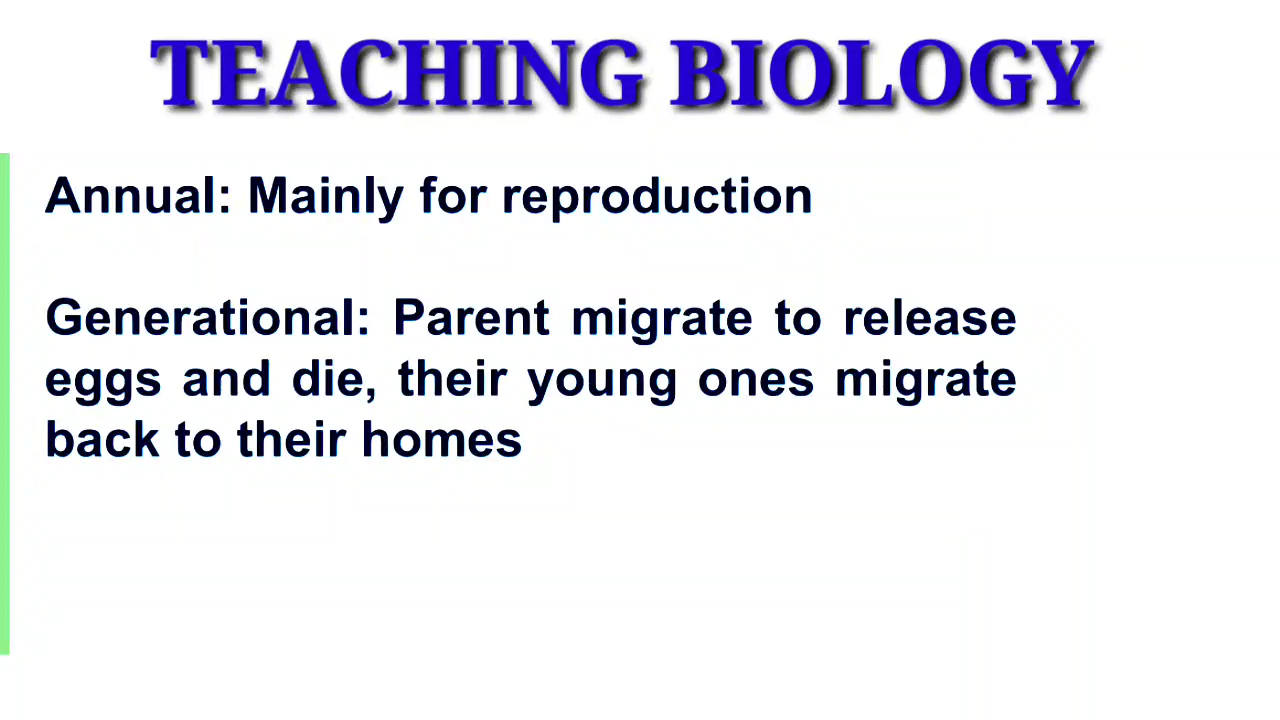 TEACHING BIOLOGY
Annual: Mainly for reproduction
Generational: Parent migrate to release
eggs and die, their young ones migrate
back to their homes